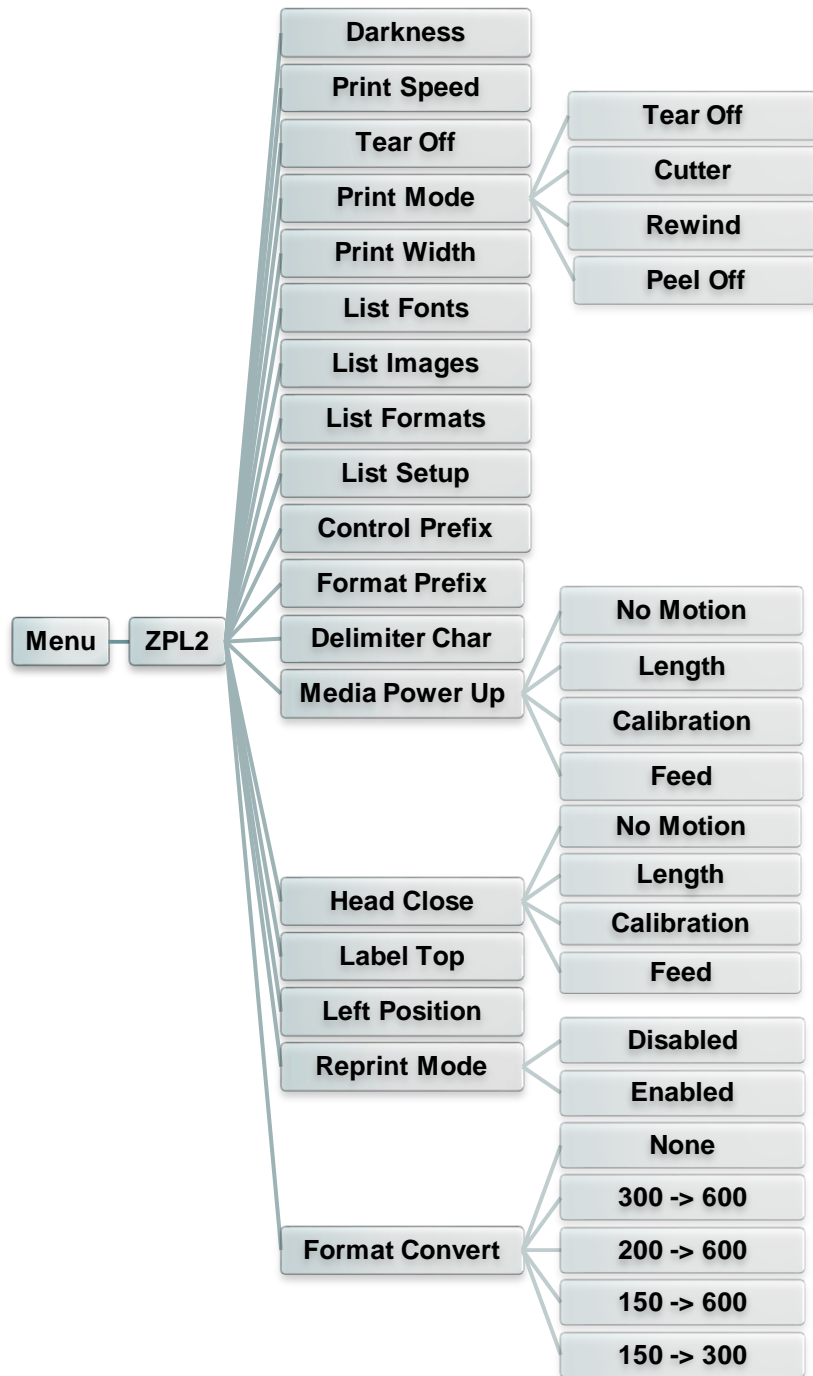 Menu
ZPL2
Darkness
Print Speed
Tear Off
Print Mode
Tear Off
Cutter
Rewind
Peel Off
Print Width
List Fonts
List Images
List Formats
List Setup
Control Prefix
Format Prefix
Delimiter Char
Media Power Up
No Motion
Length
Calibration
Feed
Head Close
No Motion
Length
Calibration
Feed
Label Top
Left Position
Reprint Mode
Disabled
Enabled
Format Convert
None
300 -> 600
200 -> 600
150 -> 600
150 -> 300